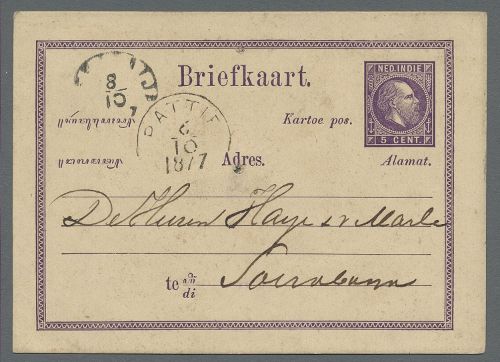 Briefkaart.
NED. INDIE
5 CENT.
Kartoe pos.
8/10
PATTIE
6
10
1877
Adres.
Alamat.
De Heeren Haije & v Marle
te
di
Soerabaya